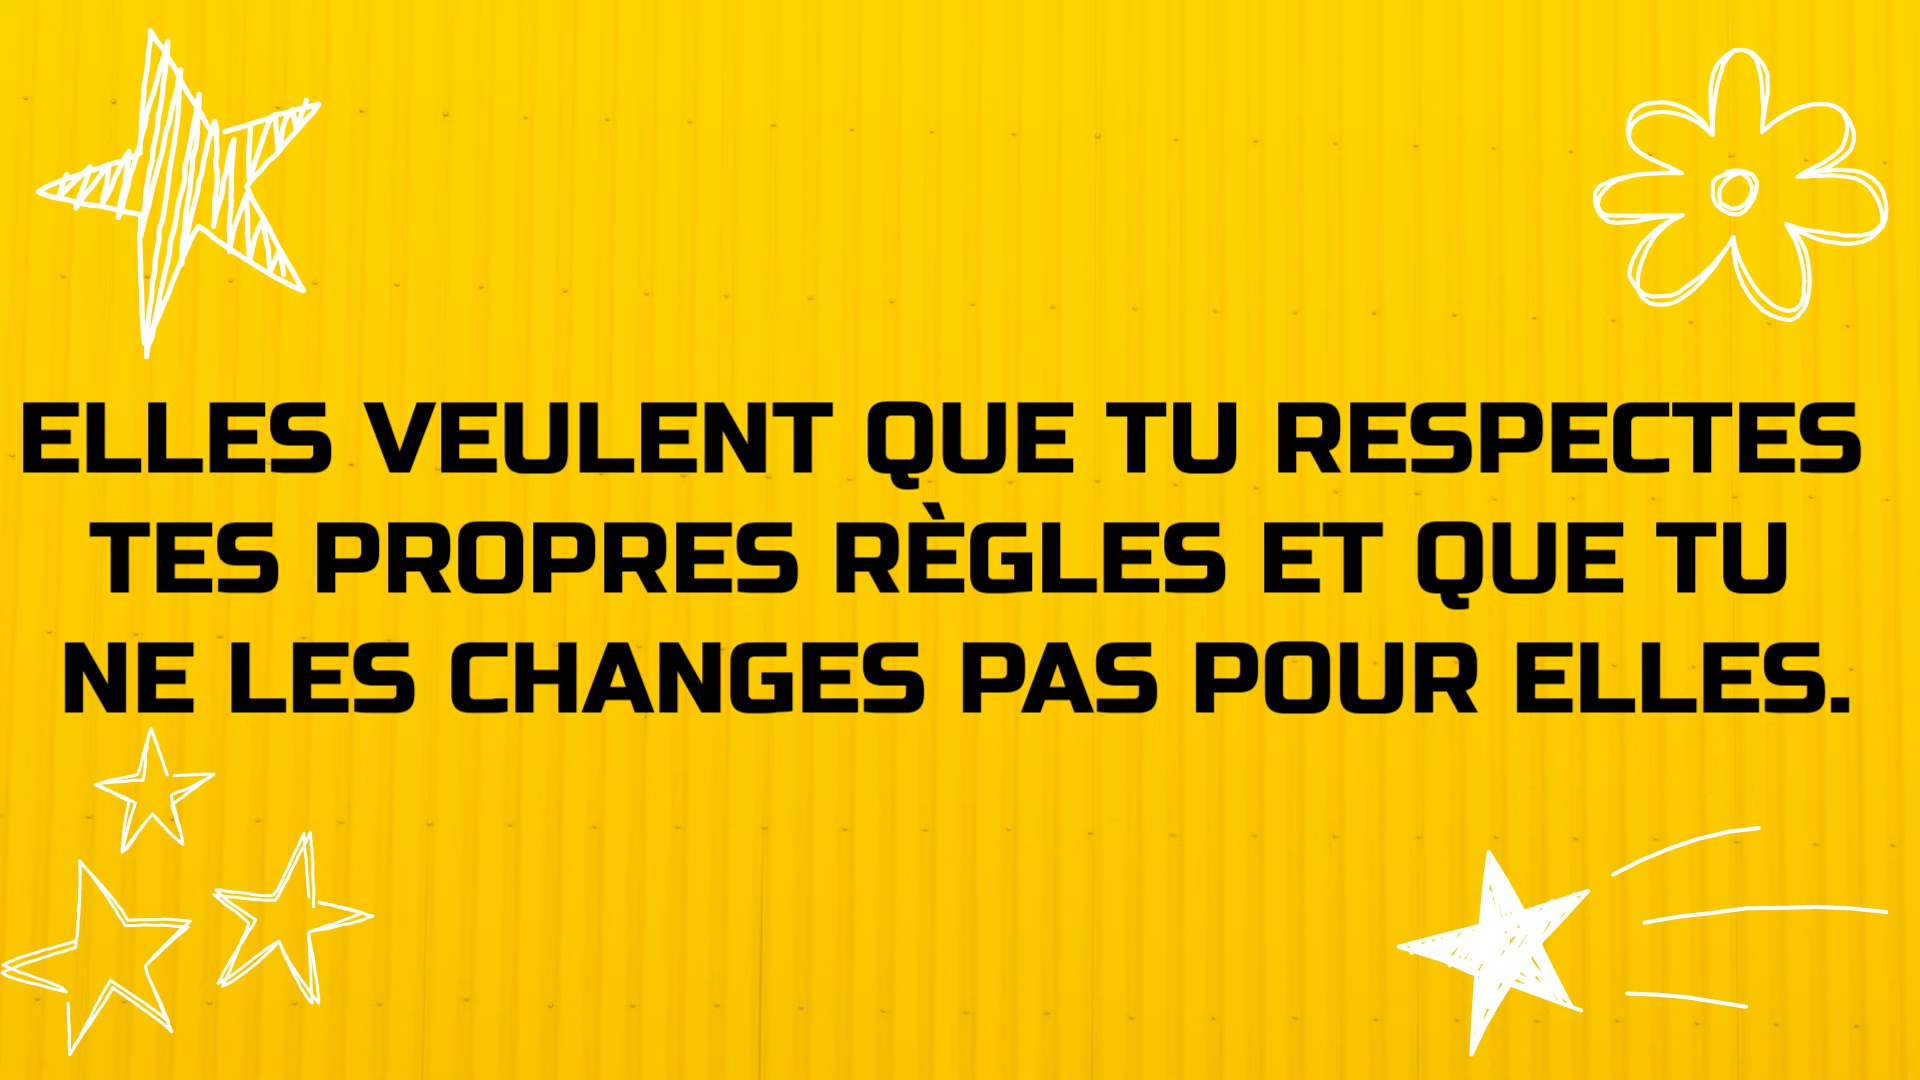 ELLES VEULENT QUE TU RESPECTES
TES PROPRES RÈGLES ET QUE TU
NE LES CHANGES PAS POUR ELLES.